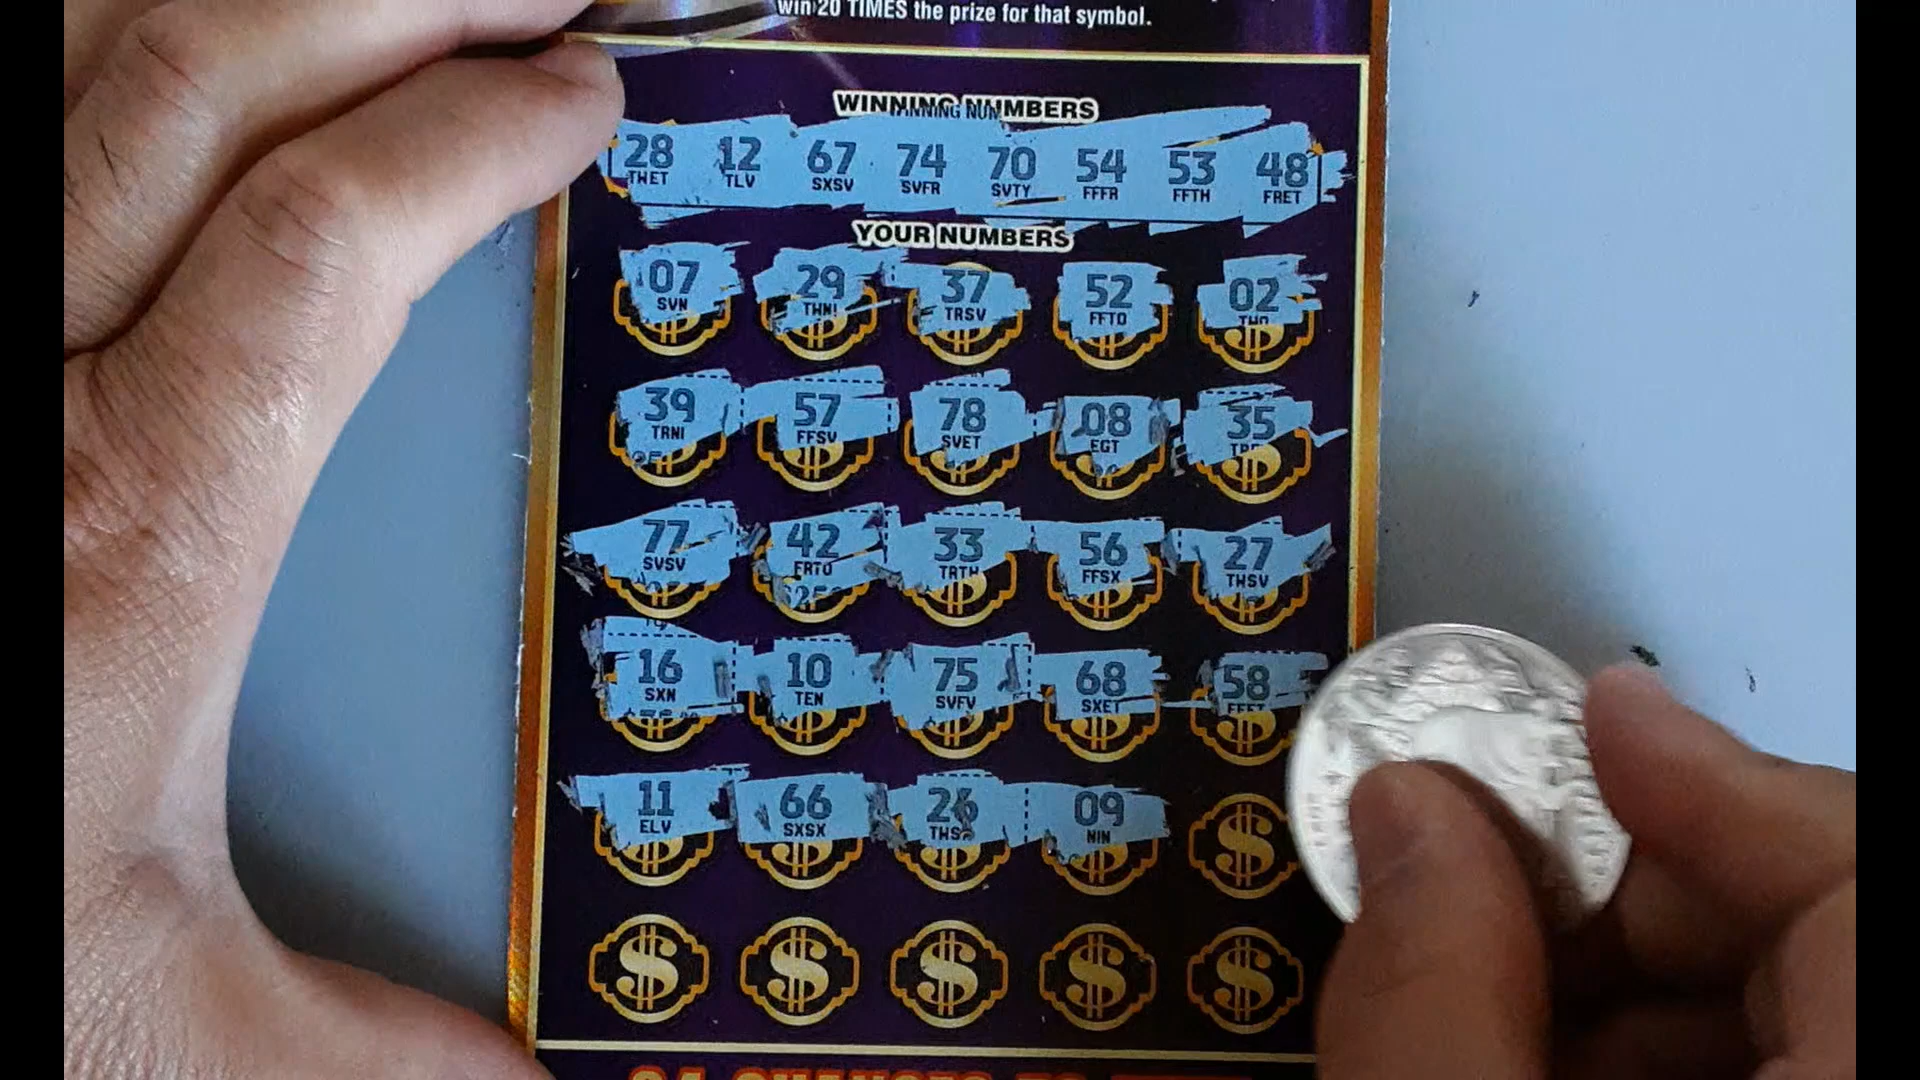 win 20 TIMES the prize for that symbol.
WINNING NUMBERS
28 12 67 74 70 54 53 48
THET TLV SXSV SVFR SVTY FFFR FFTH FRET
YOUR NUMBERS
07 29 37 52 02
SVN THNI TRSV FFTO
39 57 78 08 35
TRNI FFSV SVET EGT
77 42 33 56 27
SVSV FRTO TRTH FFSX THSV
16 10 75 68 58
SXN TEN SVFV SXET FFET
11 66 26 09
ELV SXSX THSX NIN